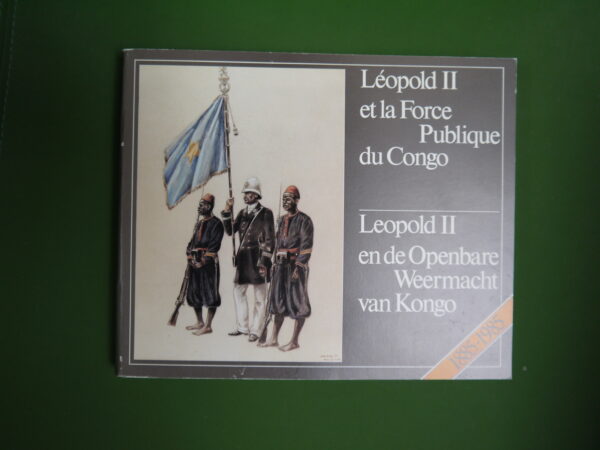 Léopold II
et la Force
Publique
du Congo
Leopold II
en de Openbare
Weermacht
van Kongo
1885-1985